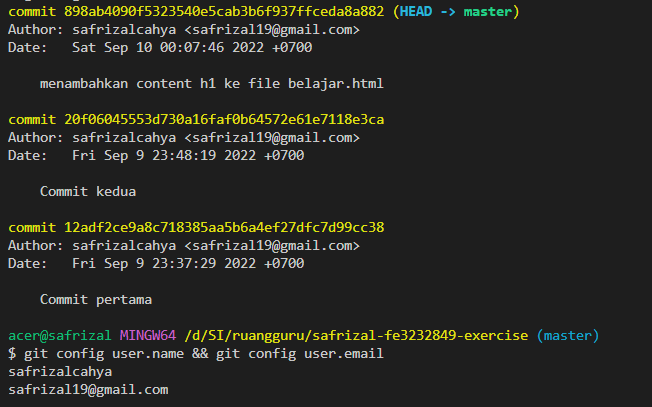 commit 898ab4090f5323540e5cab3b6f937ffceda8a882 (HEAD -> master)
Author: safrizalcahya <safrizal19@gmail.com>
Date:   Sat Sep 10 00:07:46 2022 +0700
    menambahkan content h1 ke file belajar.html
commit 20f06045553d730a16faf0b64572e61e7118e3ca
Author: safrizalcahya <safrizal19@gmail.com>
Date:   Fri Sep 9 23:48:19 2022 +0700
    Commit kedua
commit 12adf2ce9a8c718385aa5b6a4ef27dfc7d99cc38
Author: safrizalcahya <safrizal19@gmail.com>
Date:   Fri Sep 9 23:37:29 2022 +0700
    Commit pertama
acer@safrizal MINGW64 /d/SI/ruangguru/safrizal-fe3232849-exercise (master)
$ git config user.name && git config user.email
safrizalcahya
safrizal19@gmail.com